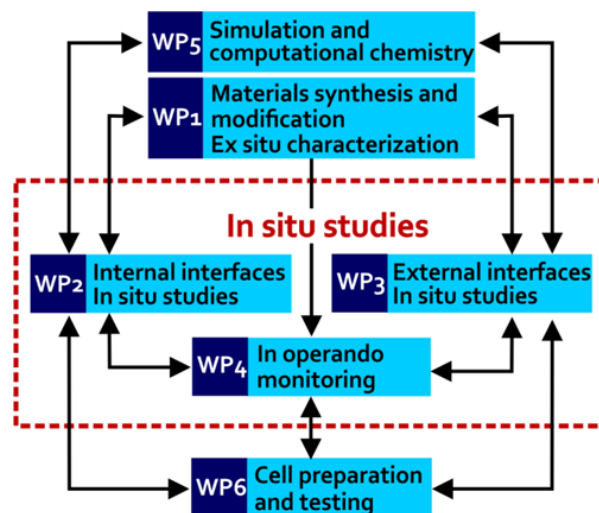 WP5 Simulation and
computational chemistry
WP1 Materials synthesis and
modification
Ex situ characterization
In situ studies
WP2 Internal interfaces
In situ studies
WP3 External interfaces
In situ studies
WP4 In operando
monitoring
WP6 Cell preparation
and testing